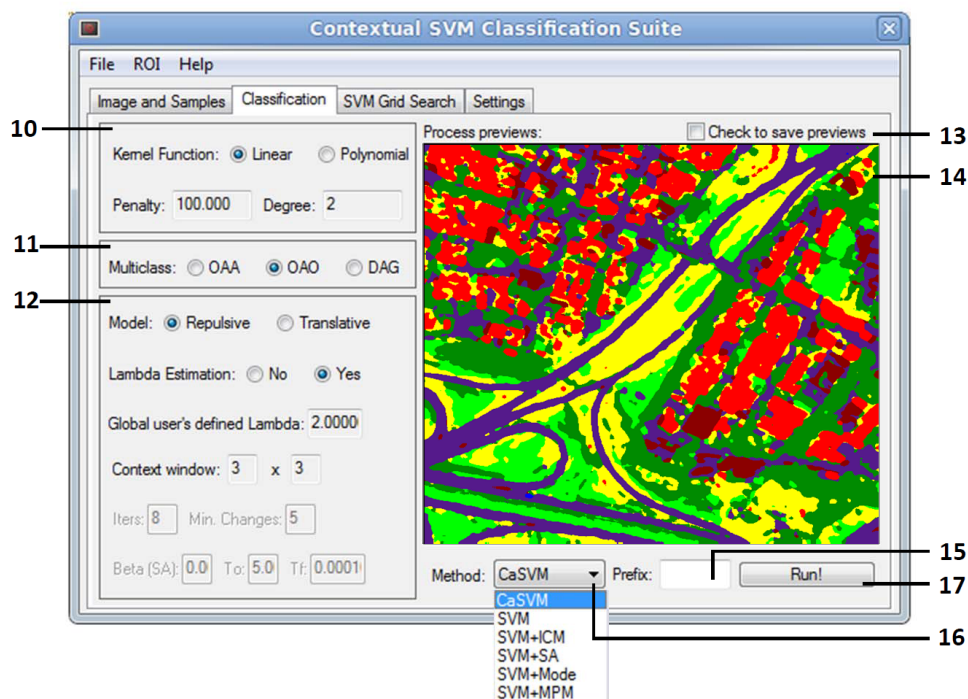 Contextual SVM Classification Suite
File ROI Help
Image and Samples Classification SVM Grid Search Settings
10
Kernel Function: Linear Polynomial
Penalty: 100.000 Degree: 2
11
Multiclass: OAA OAO DAG
12
Model: Repulsive Translative
Lambda Estimation: No Yes
Global user's defined Lambda: 2.0000
Context window: 3 x 3
Iters: 8 Min. Changes: 5
Beta (SA): 0.0 To: 5.0 Tf: 0.0001
Process previews: Check to save previews
13
14
15
Method: CaSVM Prefix: Run!
17
CaSVM
SVM
SVM+ICM
16
SVM+SA
SVM+Mode
SVM+MPM